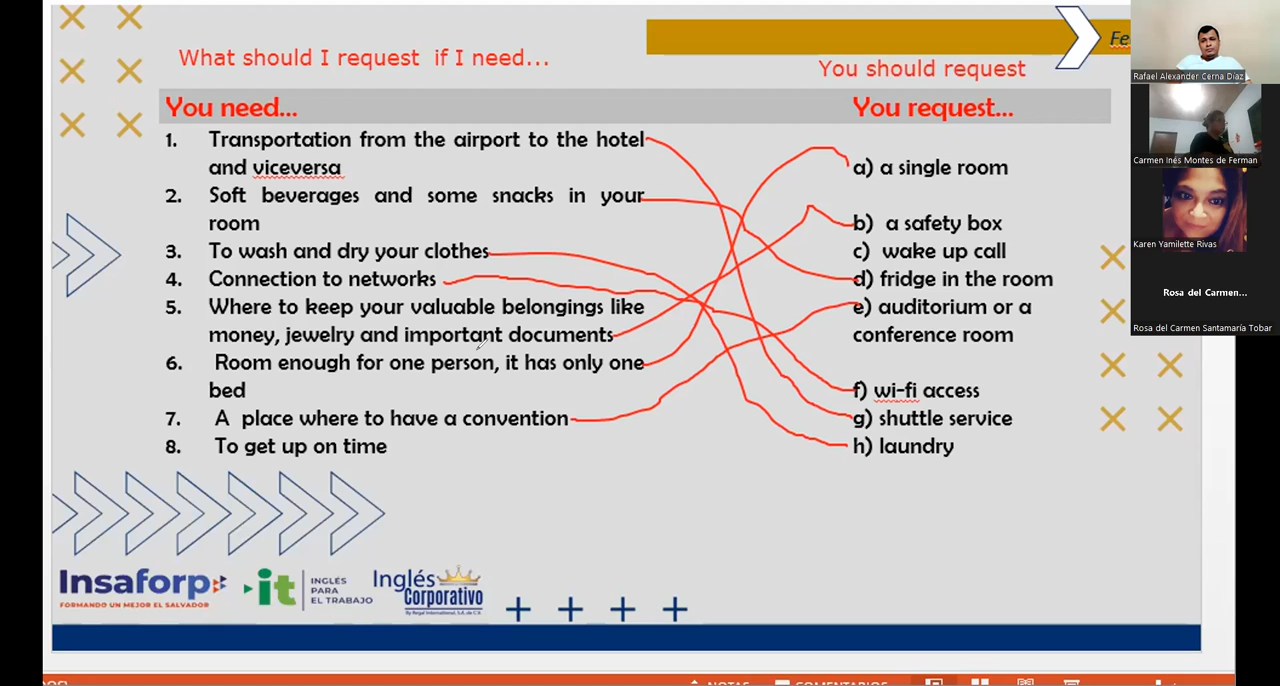 What should I request if I need...
Fe
You should request
You need...
You request...
1. Transportation from the airport to the hotel
and viceversa
2. Soft beverages and some snacks in your
room
3. To wash and dry your clothes
4. Connection to networks
5. Where to keep your valuable belongings like
money, jewelry and important documents
6. Room enough for one person, it has only one
bed
7. A place where to have a convention
8. To get up on time
a) a single room
b) a safety box
c) wake up call
d) fridge in the room
e) auditorium or a
conference room
f) wi-fi access
g) shuttle service
h) laundry
Insaforp
FORMANDO UN MEJOR EL SALVADOR
it
INGLÉS
PARA
EL TRABAJO
Inglés
Corporativo
Rafael Alexander Cerna Diaz
Carmen Inés Montes de Ferman
Karen Yamilette Rivas
Rosa del Carmen...
Rosa del Carmen Santamaría Tobar
NOTAS
COMENTARIOS